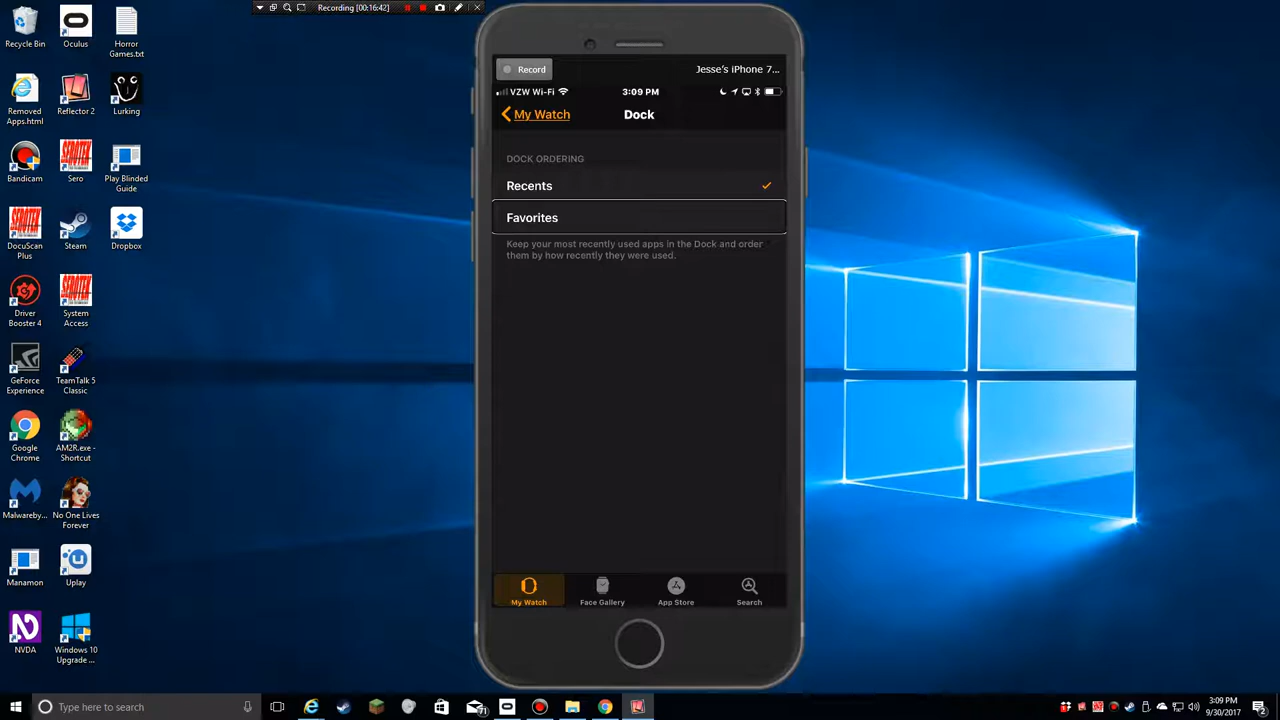 Recording [00:16:42]
Recycle Bin
Oculus
Horror
Games.txt
Removed
Apps.html
Reflector 2
Lurking
Bandicam
SEROTEK
Sero
Play Blinded
Guide
SEROTEK
DocuScan
Plus
Steam
Dropbox
Driver
Booster 4
SEROTEK
System
Access
GeForce
Experience
TeamTalk 5
Classic
Google
Chrome
AM2R.exe -
Shortcut
Malwareby...
No One Lives
Forever
Manamon
Uplay
NVDA
Windows 10
Upgrade ...
Record
Jesse's iPhone 7...
VZW Wi-Fi
3:09 PM
My Watch
Dock
DOCK ORDERING
Recents
Favorites
Keep your most recently used apps in the Dock and order
them by how recently they were used.
My Watch
Face Gallery
App Store
Search
Type here to search
71
3:09 PM
9/30/2017
2